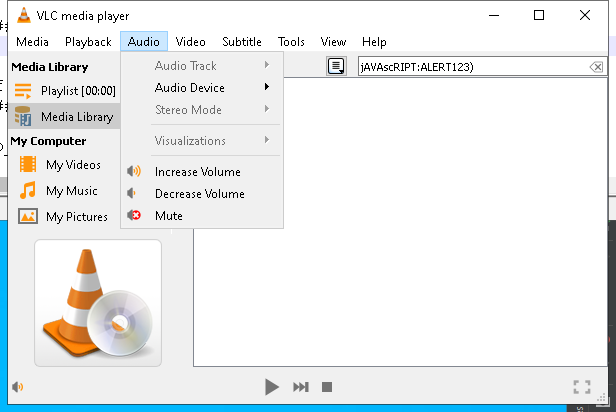 VLC media player
Media Playback Audio Video Subtitle Tools View Help
Media Library
Playlist [00:00]
Media Library
My Computer
My Videos
My Music
My Pictures
Audio Track
Audio Device
Stereo Mode
Visualizations
Increase Volume
Decrease Volume
Mute
jAVAscRIPT:ALERT123)